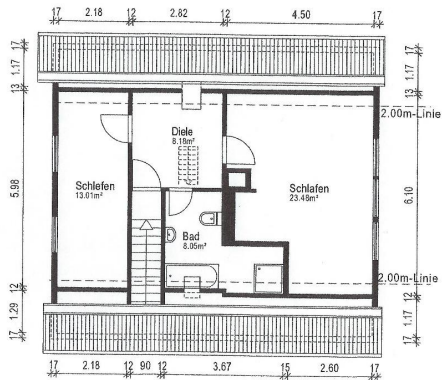 17 2.18 12 2.82 12 4.50 17
17
1.17
13
5.98
12
1.29
17
17
1.17
13
2.00m-Linie
6.10
2.00m-Linie
12
1.17
17
Diele
8.18m²
Schlefen
13.01m²
Schlafen
23.48m²
Bad
8.05m²
17 2.18 12 90 12 3.67 15 2.60 17